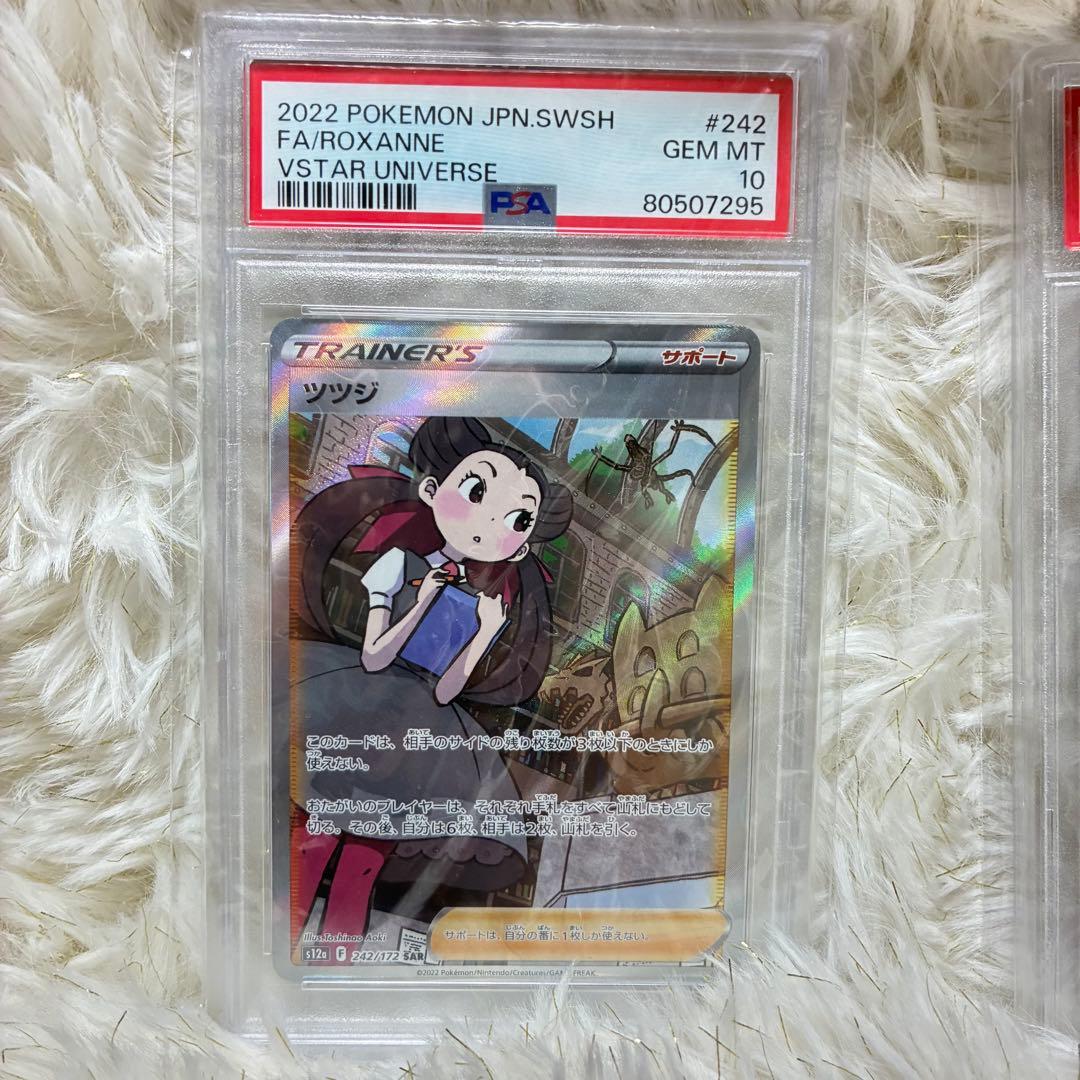 2022 POKEMON JPN.SWSH #242
FA/ROXANNE GEM MT
VSTAR UNIVERSE 10
PSA 80507295
TRAINER'S サポート
ツツジ
このカードは、相手のサイドの残り枚数が3枚以下のときにしか
使えない。
おたがいのプレイヤーは、それぞれ手札をすべて山札にもどして
切る。その後、自分は6枚、相手は2枚、山札を引く。
サポートは、自分の番に1枚しか使えない。
Illus.Toshinao Aoki
s12a F 242/172 SAR
©2022 Pokémon/Nintendo/Creatures/GAME FREAK